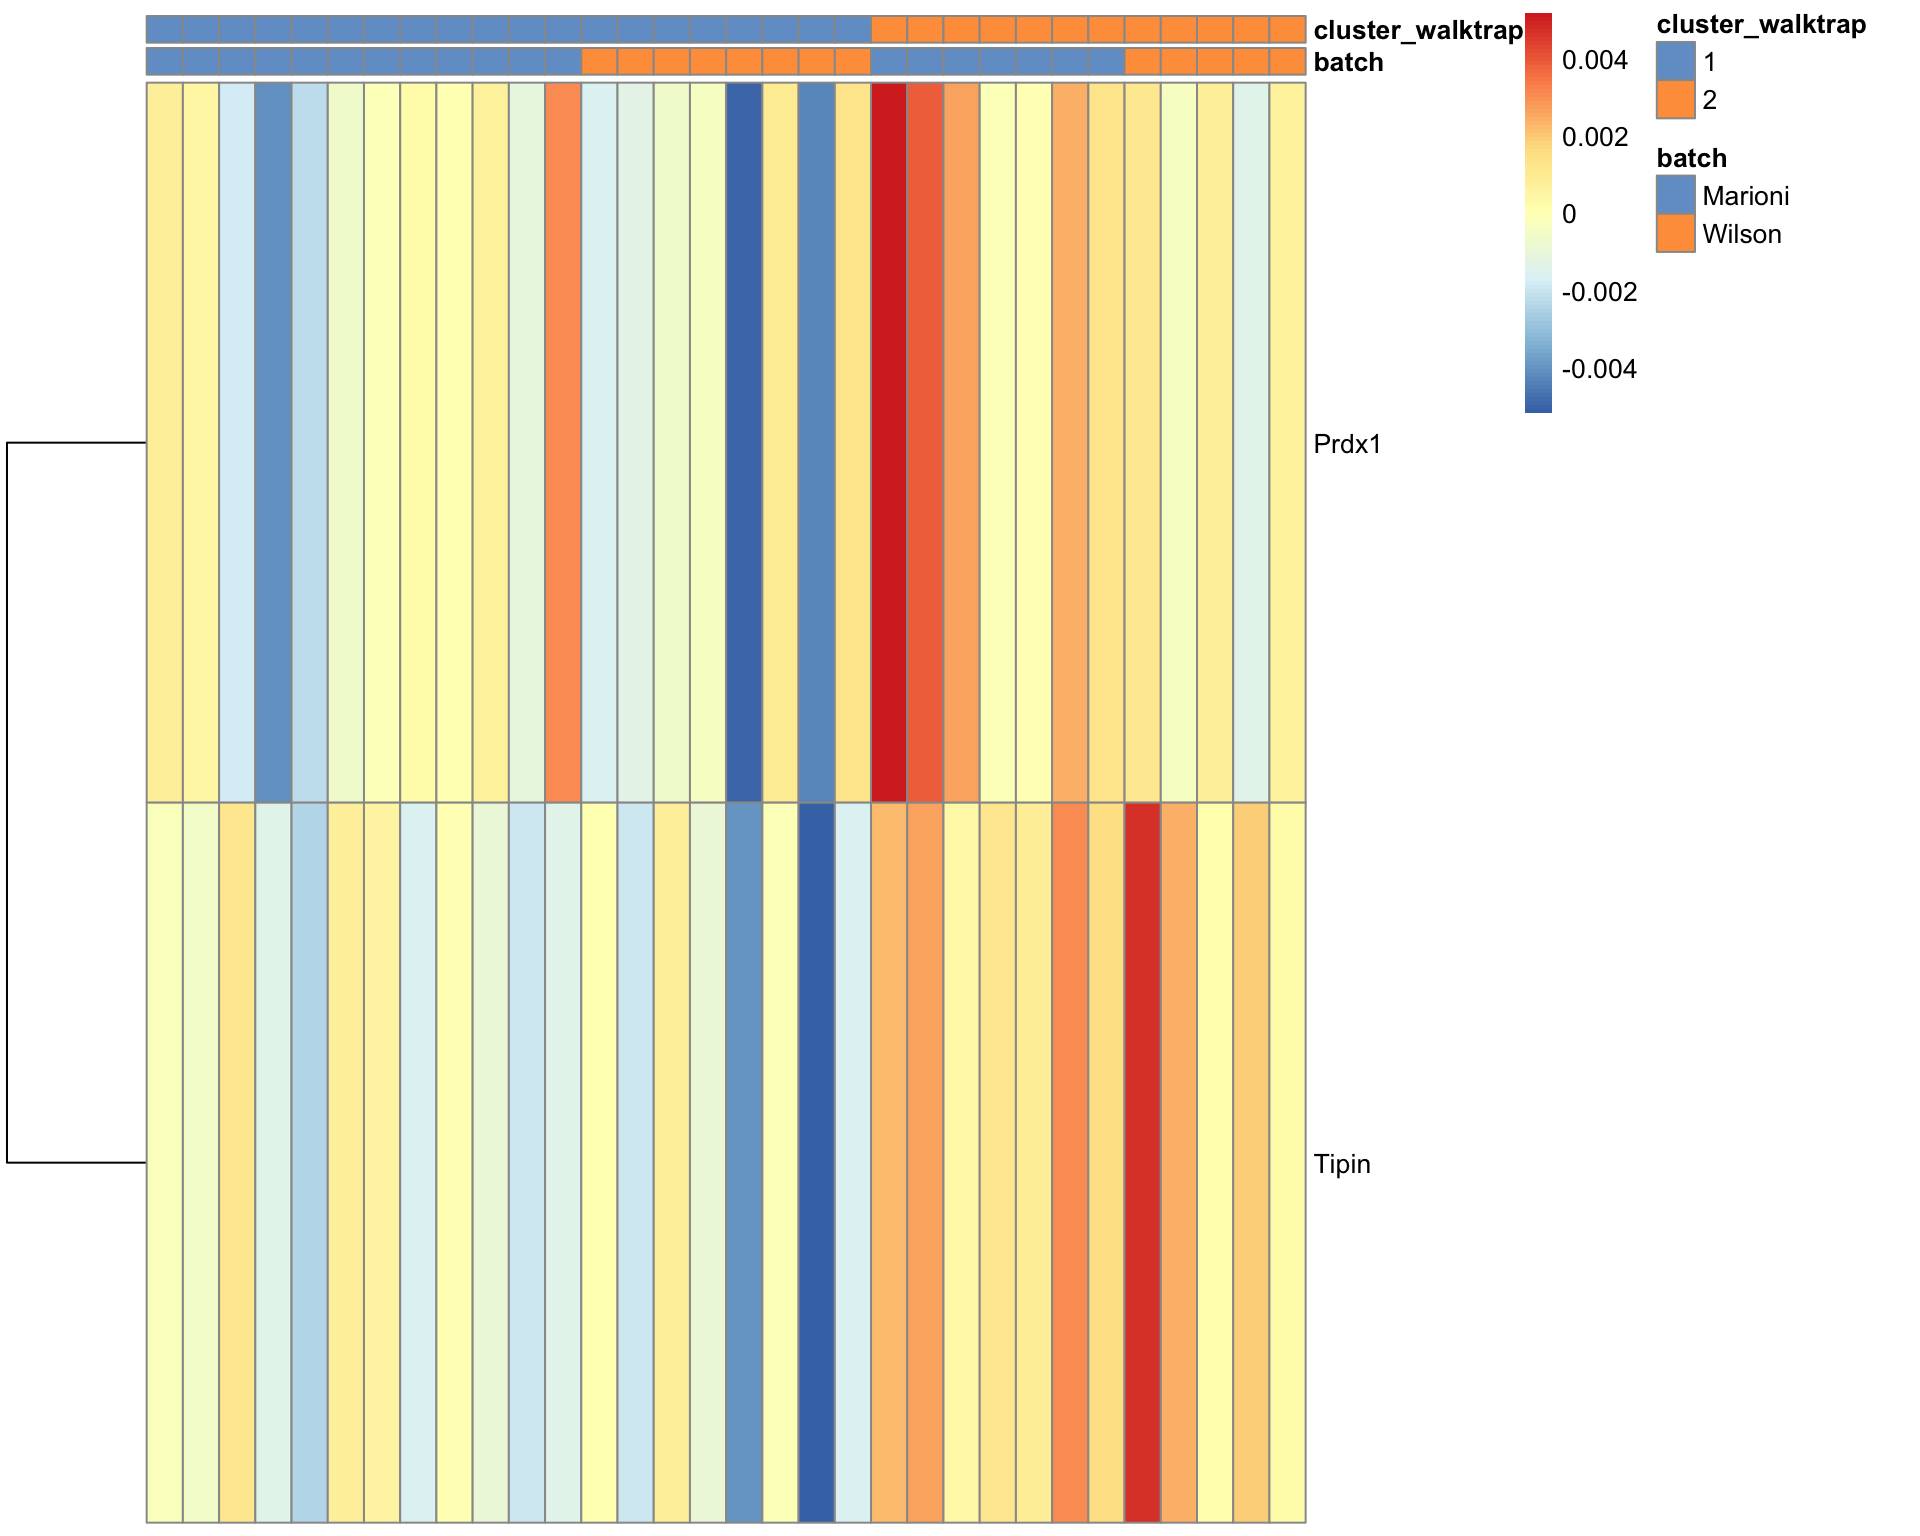 cluster_walktrap
batch
Prdx1
Tipin
0.004
0.002
0
-0.002
-0.004
cluster_walktrap
1
2
batch
Marioni
Wilson